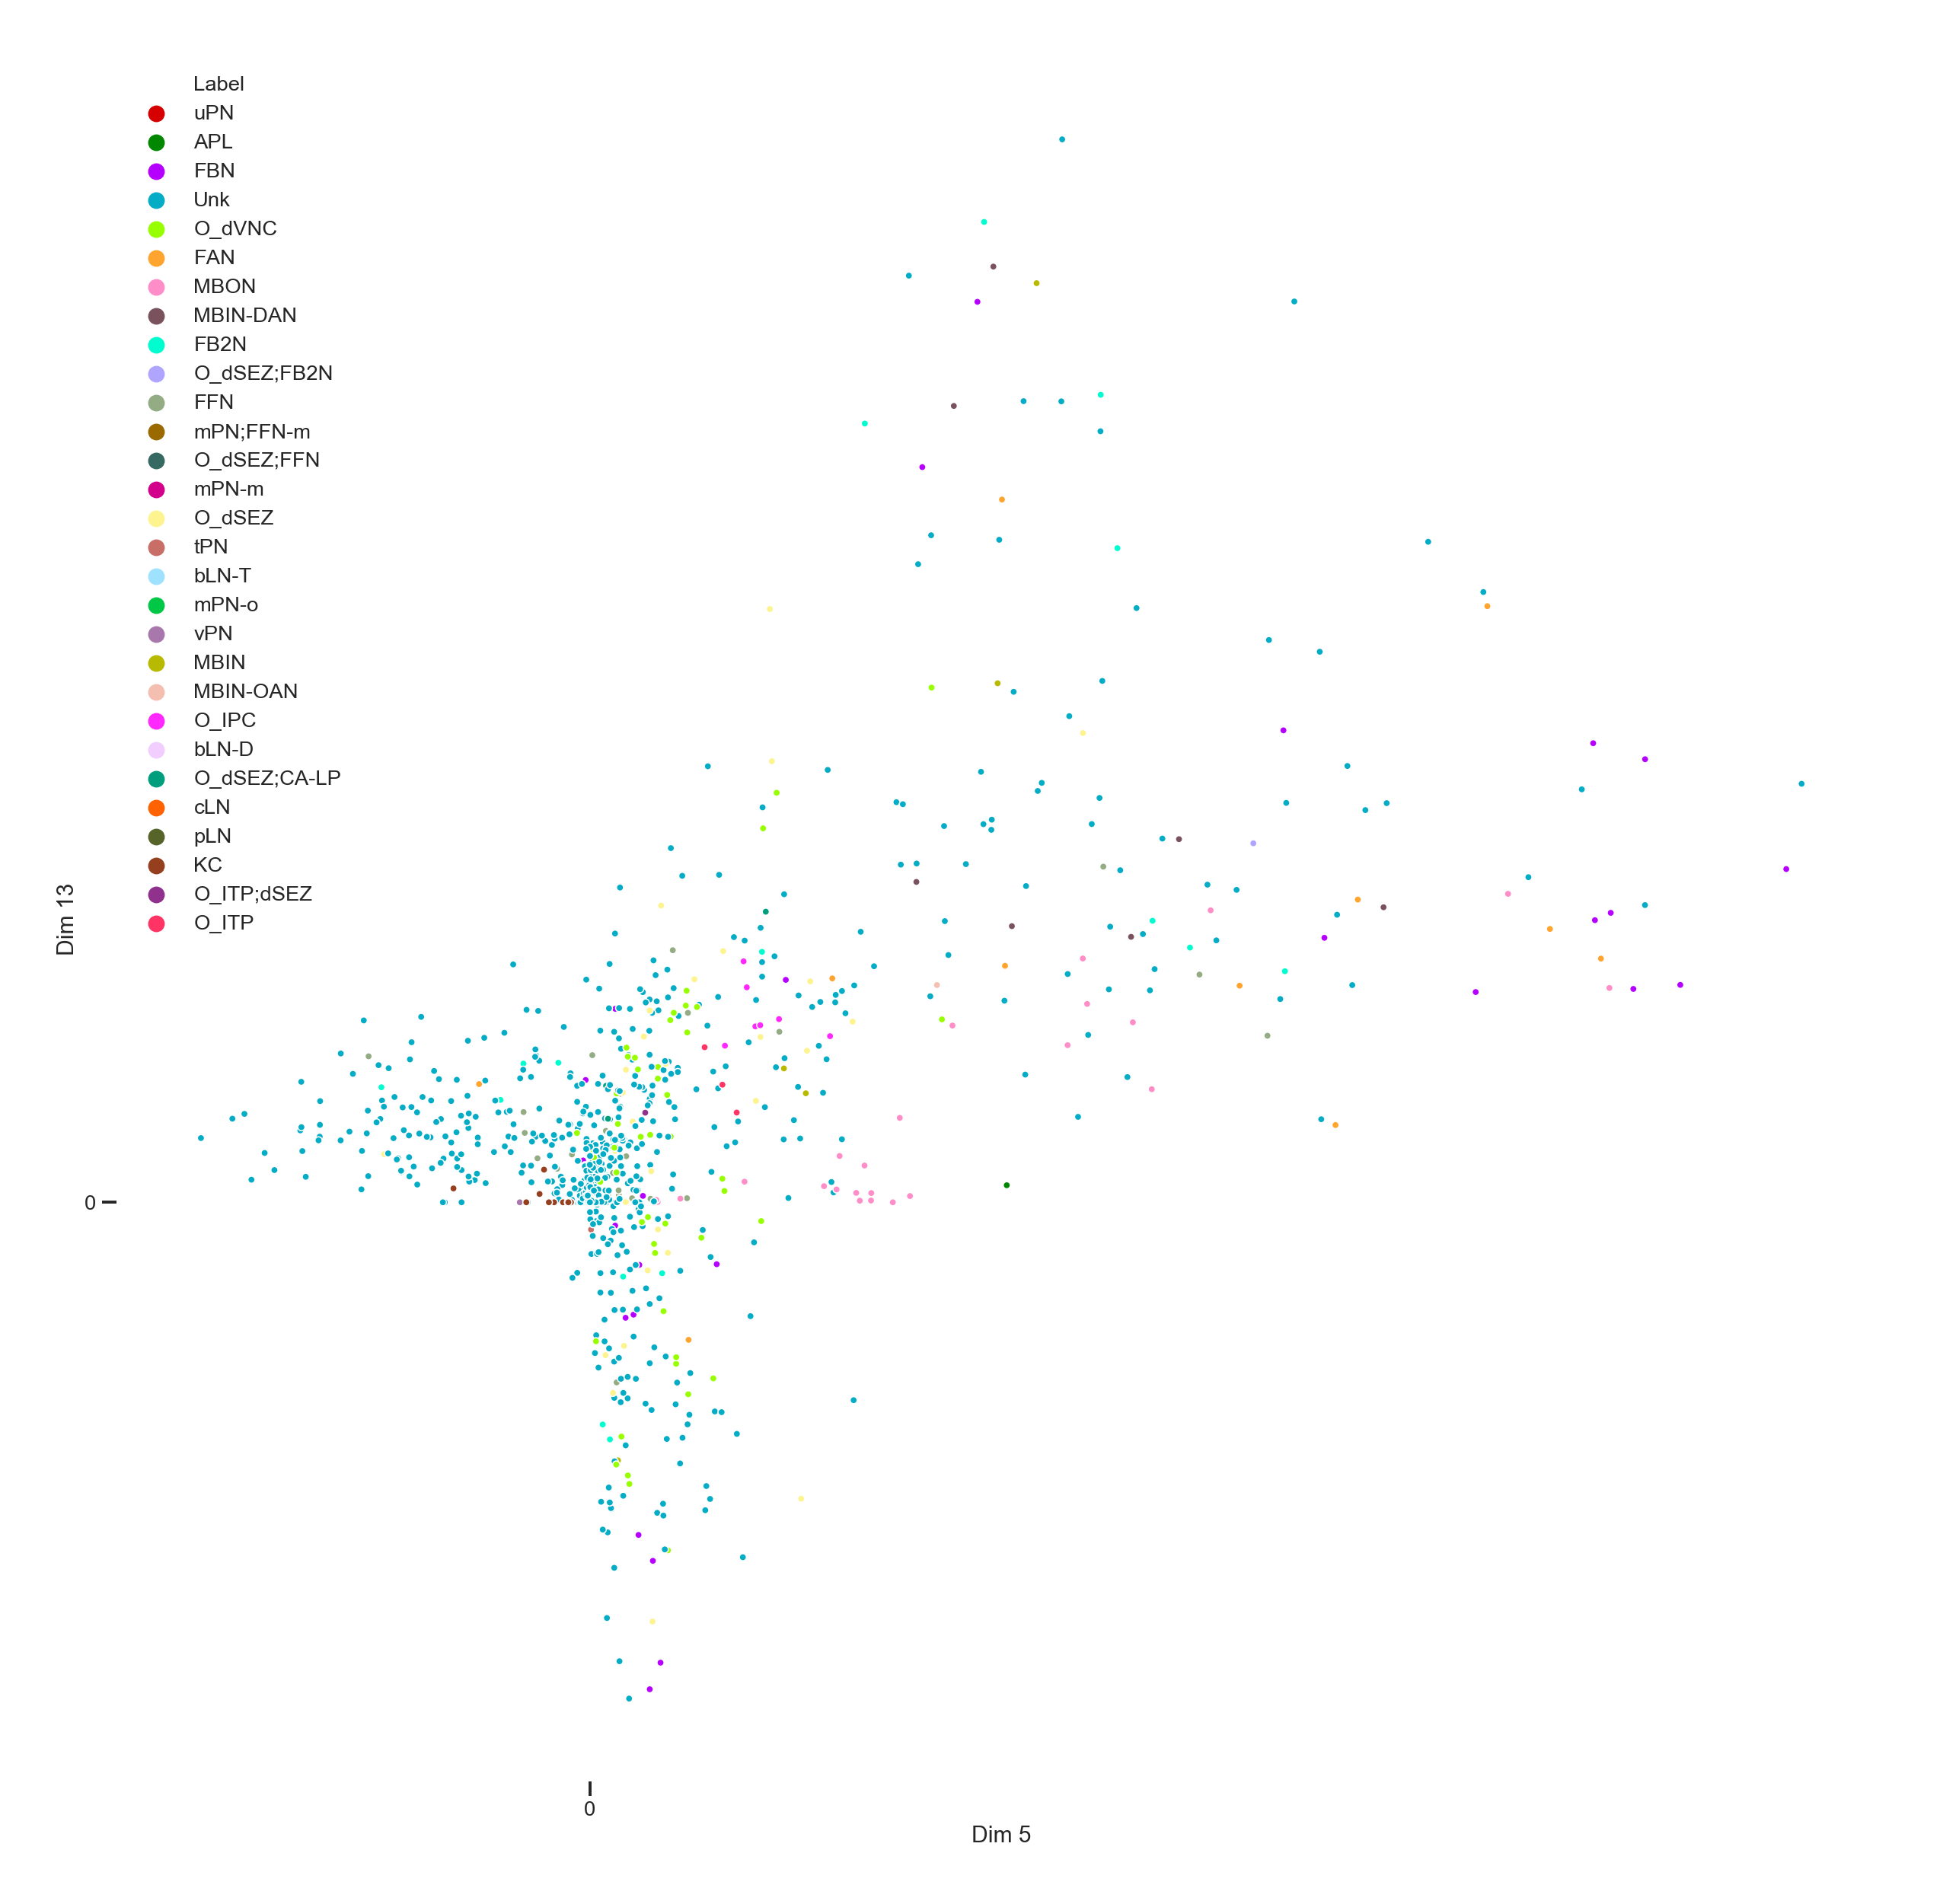 Label
uPN
APL
FBN
Unk
O_dVNC
FAN
MBON
MBIN-DAN
FB2N
O_dSEZ;FB2N
FFN
mPN;FFN-m
O_dSEZ;FFN
mPN-m
O_dSEZ
tPN
bLN-T
mPN-o
vPN
MBIN
MBIN-OAN
O_IPC
bLN-D
O_dSEZ;CA-LP
cLN
pLN
KC
O_ITP;dSEZ
O_ITP
Dim 13
0
0
Dim 5